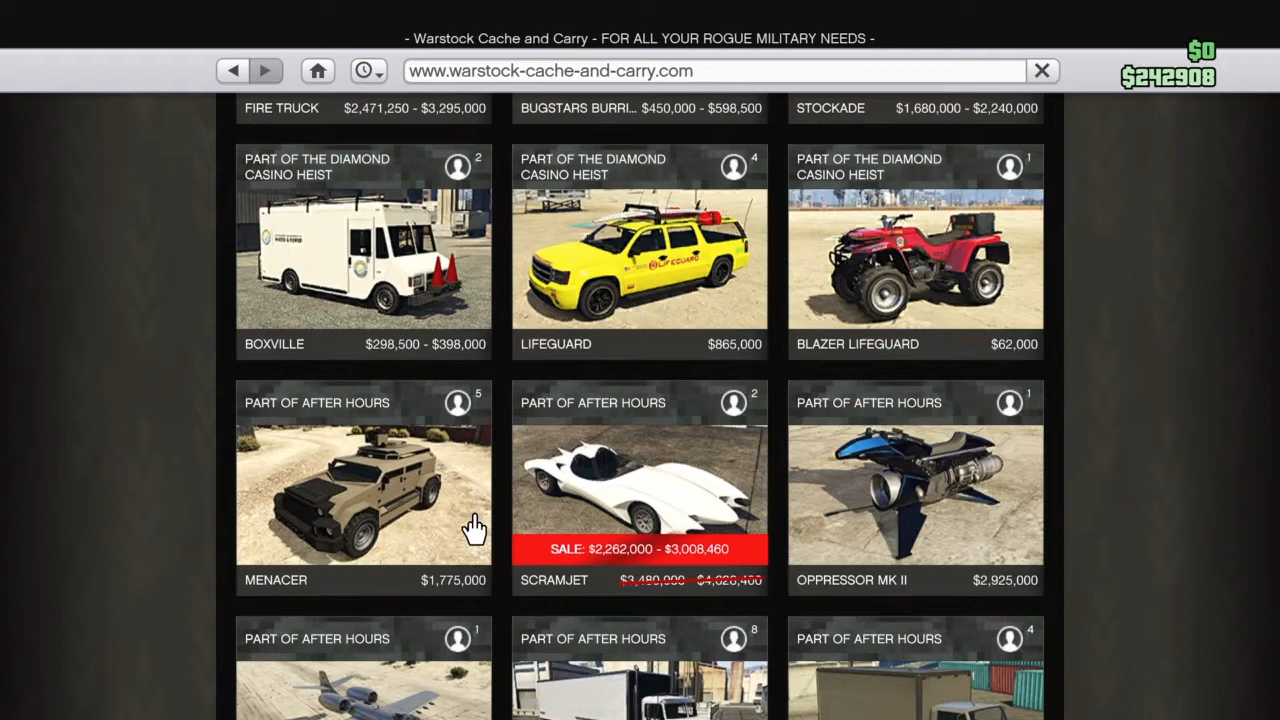 - Warstock Cache and Carry - FOR ALL YOUR ROGUE MILITARY NEEDS -
$0
www.warstock-cache-and-carry.com
$242908
FIRE TRUCK $2,471,250 - $3,295,000
BUGSTARS BURRI... $450,000 - $598,500
STOCKADE $1,680,000 - $2,240,000
PART OF THE DIAMOND
CASINO HEIST
2
PART OF THE DIAMOND
CASINO HEIST
4
PART OF THE DIAMOND
CASINO HEIST
1
LIFEGUARD
BOXVILLE $298,500 - $398,000
LIFEGUARD $865,000
BLAZER LIFEGUARD $62,000
PART OF AFTER HOURS 5
PART OF AFTER HOURS 2
PART OF AFTER HOURS 1
SALE: $2,262,000 - $3,008,460
MENACER $1,775,000
SCRAMJET $3,480,000 - $4,628,400
OPPRESSOR MK II $2,925,000
PART OF AFTER HOURS 1
PART OF AFTER HOURS 8
PART OF AFTER HOURS 4